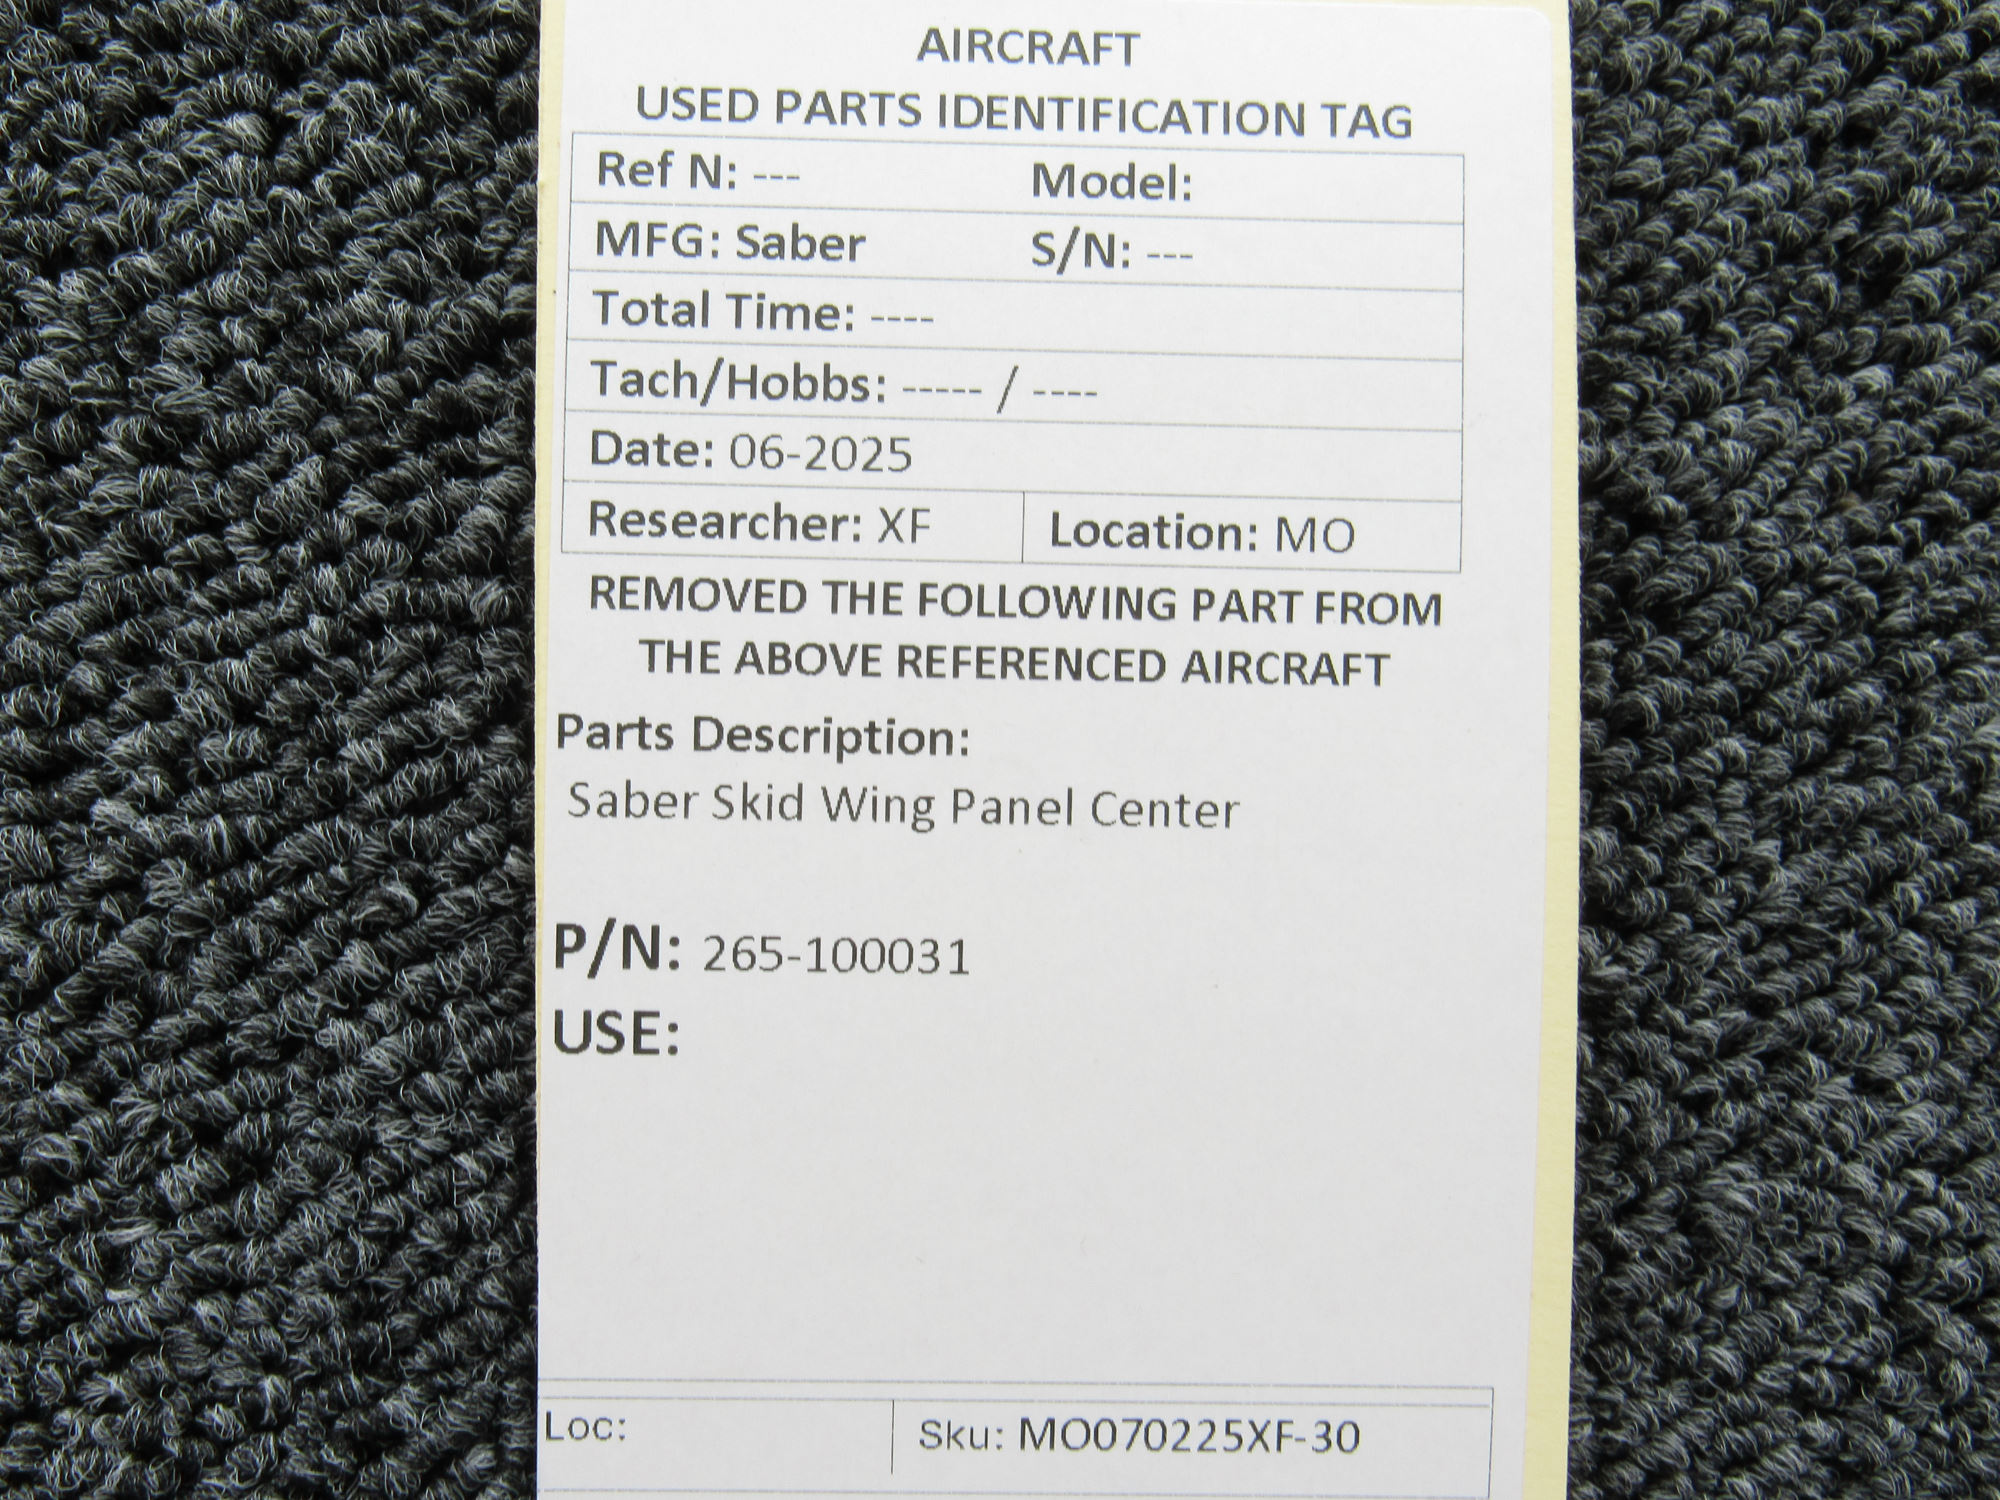 AIRCRAFT
USED PARTS IDENTIFICATION TAG
Ref N: --- Model:
MFG: Saber S/N: ---
Total Time: ----
Tach/Hobbs: ----- / ----
Date: 06-2025
Researcher: XF Location: MO
REMOVED THE FOLLOWING PART FROM
THE ABOVE REFERENCED AIRCRAFT
Parts Description:
Saber Skid Wing Panel Center
P/N: 265-100031
USE:
Loc: Sku: MO070225XF-30